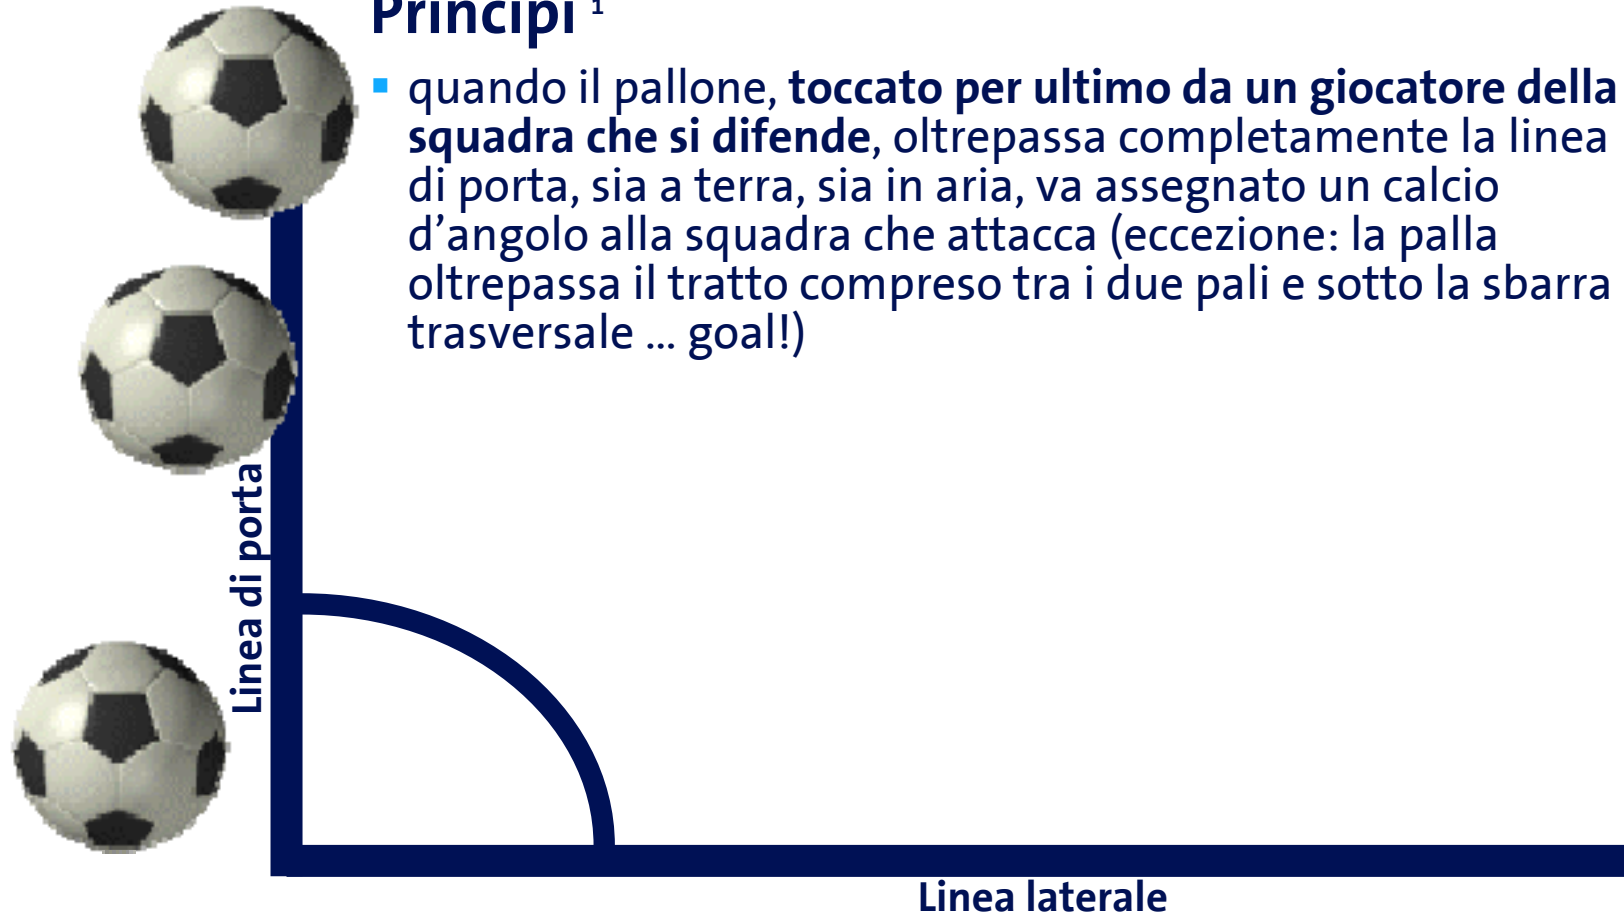 Principi 1
▪ quando il pallone, toccato per ultimo da un giocatore della
squadra che si difende, oltrepassa completamente la linea
di porta, sia a terra, sia in aria, va assegnato un calcio
d’angolo alla squadra che attacca (eccezione: la palla
oltrepassa il tratto compreso tra i due pali e sotto la sbarra
trasversale ... goal!)
Linea di porta
Linea laterale